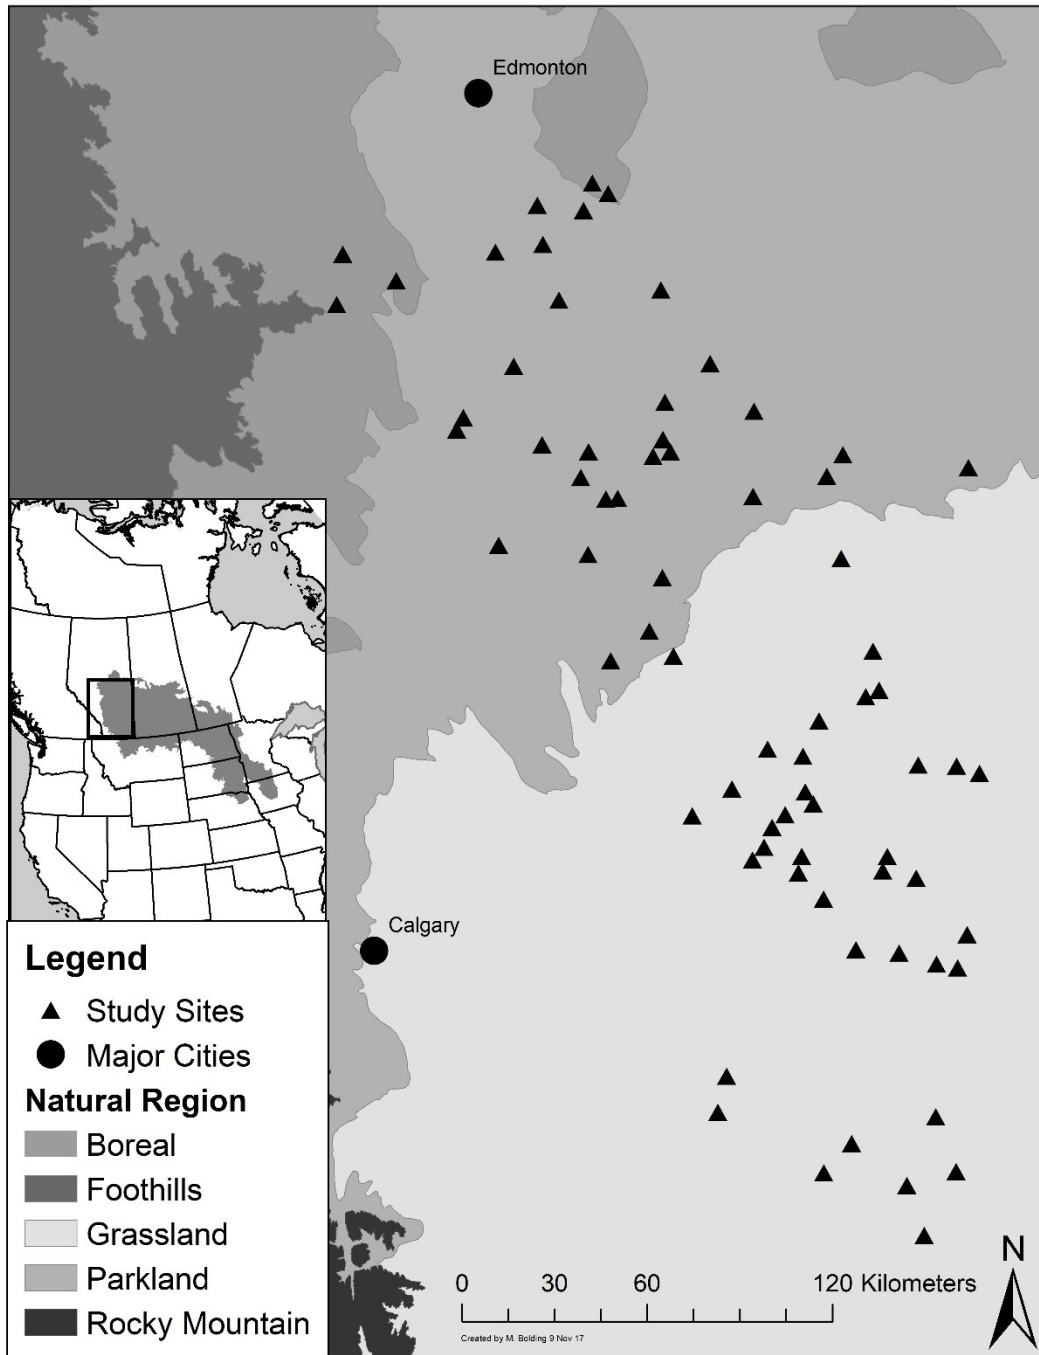 Edmonton
Calgary
Legend
Study Sites
Major Cities
Natural Region
Boreal
Foothills
Grassland
Parkland
Rocky Mountain
N
0 30 60 120 Kilometers
Created by M. Bolding 9 Nov 17